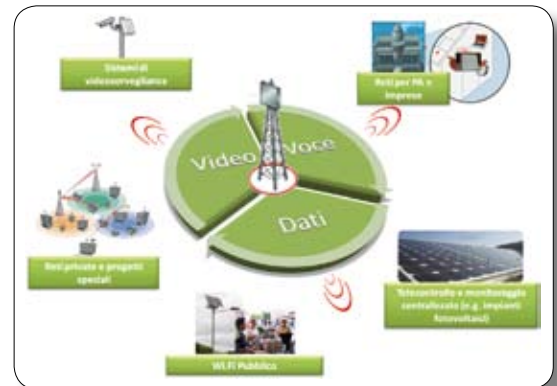 Sistemi di
videosorveglianza
Reti per PA e
Imprese
Video
Voce
Dati
Reti private e progetti
speciali
Telecontrollo e monitoraggio
centralizzato (e.g. impianti
fotovoltaici)
Wi.Fi Pubblico